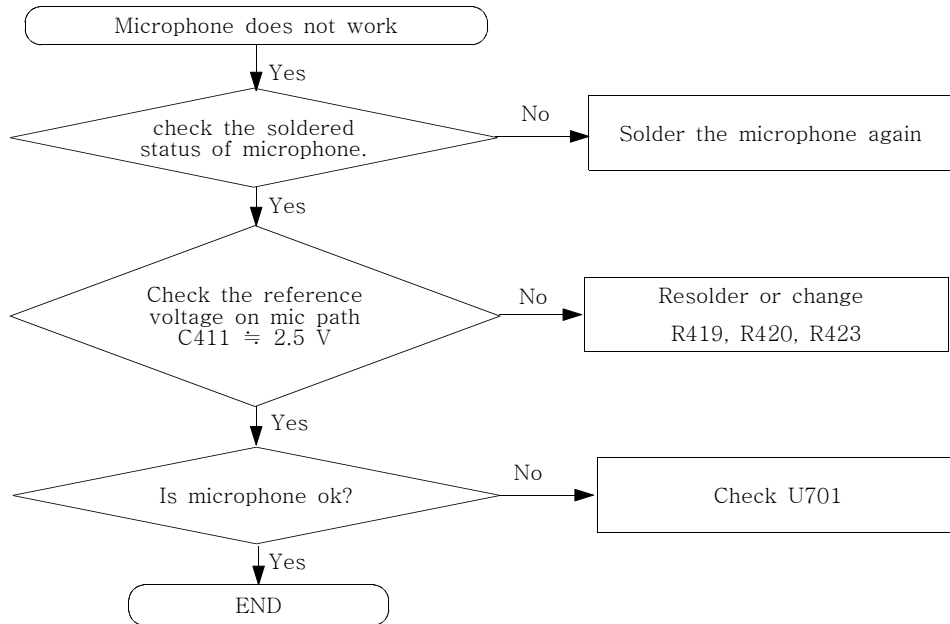 Microphone does not work
Yes
check the soldered
status of microphone.
No
Solder the microphone again
Yes
Check the reference
voltage on mic path
C411 ≒ 2.5 V
No
Resolder or change
R419, R420, R423
Yes
Is microphone ok?
No
Check U701
Yes
END